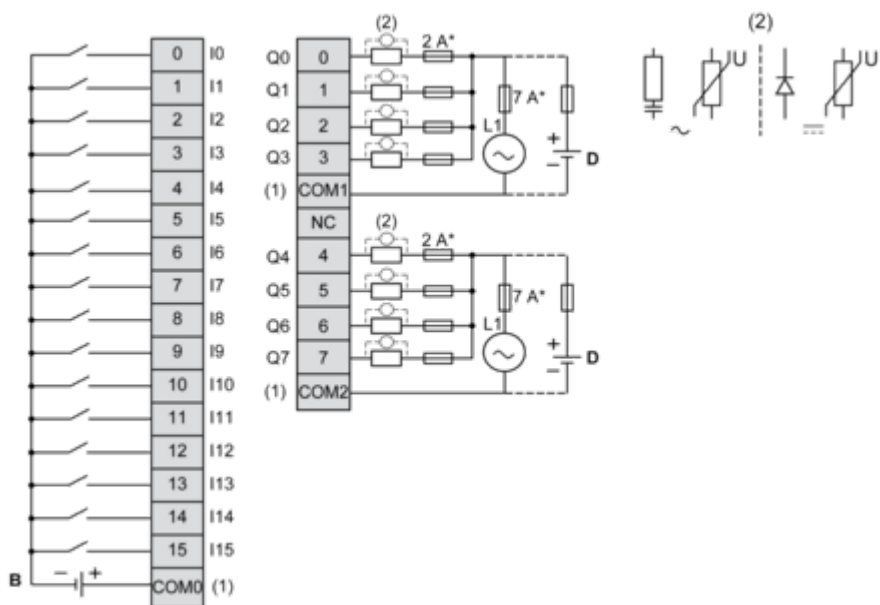 0 I0
1 I1
2 I2
3 I3
4 I4
5 I5
6 I6
7 I7
8 I8
9 I9
10 I10
11 I11
12 I12
13 I13
14 I14
15 I15
B − + COM0 (1)
(2)
Q0 0 2 A*
Q1 1 7 A*
Q2 2 L1
Q3 3 + − D
(1) COM1
NC
(2)
Q4 4 2 A*
Q5 5 7 A*
Q6 6 L1
Q7 7 + − D
(1) COM2
(2)
U U